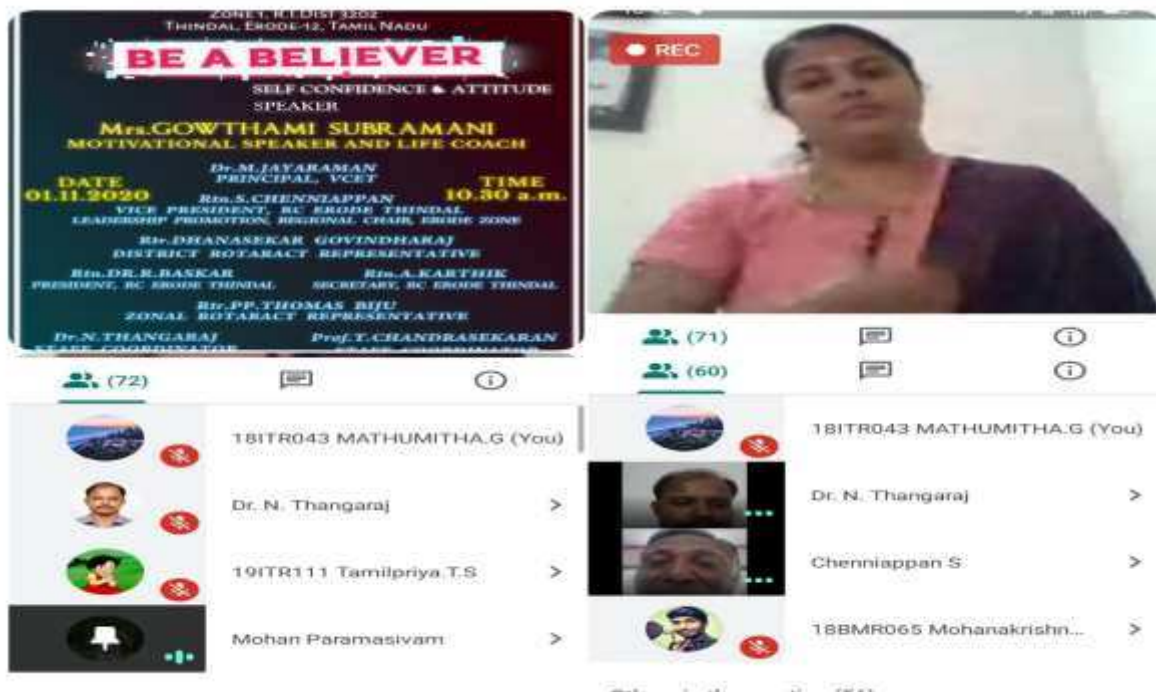 ZONE1, R.I.DIST 3202
THINDAL, ERODE-12, TAMIL NADU
BE A BELIEVER
SELF CONFIDENCE & ATTITUDE
SPEAKER
Mrs.GOWTHAMI SUBRAMANI
MOTIVATIONAL SPEAKER AND LIFE COACH
Dr.M.JAYARAMAN
PRINCIPAL, VCET
DATE
01.11.2020
TIME
10.30 a.m.
Rtn.S.CHENNIAPPAN
VICE PRESIDENT, RC ERODE THINDAL
LEADERSHIP PROMOTION, REGIONAL CHAIR, ERODE ZONE
Rtr.DHANASEKAR GOVINDHARAJ
DISTRICT ROTARACT REPRESENTATIVE
Rtn.DR.R.BASKAR
PRESIDENT, RC ERODE THINDAL
Rtn.A.KARTHIK
SECRETARY, RC ERODE THINDAL
Rtr.PP.THOMAS BIJU
ZONAL ROTARACT REPRESENTATIVE
Dr.N.THANGARAJ
STAFF COORDINATOR
Prof.T.CHANDRASEKARAN
(72)
18ITR043 MATHUMITHA.G (You)
Dr. N. Thangaraj
19ITR111 Tamilpriya.T.S
Mohan Paramasivam
REC
(71)
(60)
18ITR043 MATHUMITHA.G (You)
Dr. N. Thangaraj
Chenniappan S
18BMR065 Mohanakrishn...